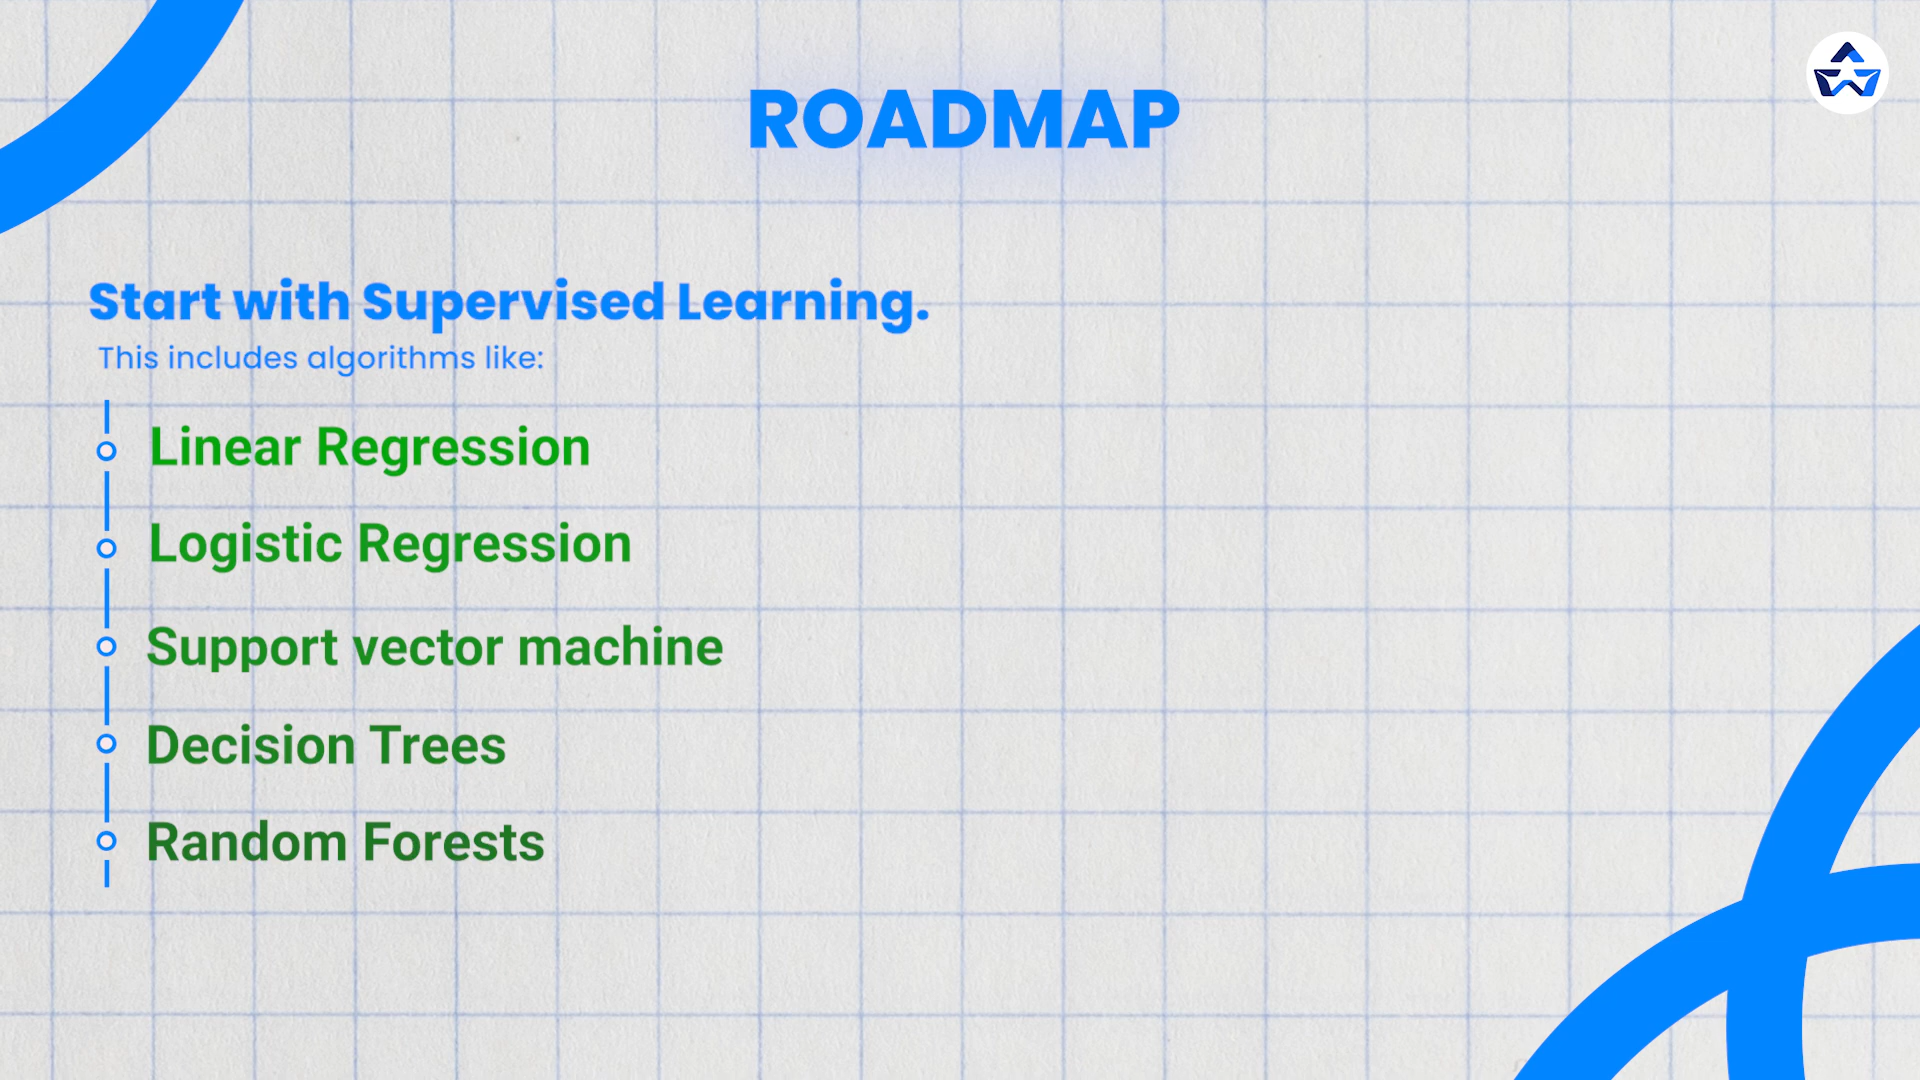 ROADMAP
Start with Supervised Learning.
This includes algorithms like:
Linear Regression
Logistic Regression
Support vector machine
Decision Trees
Random Forests